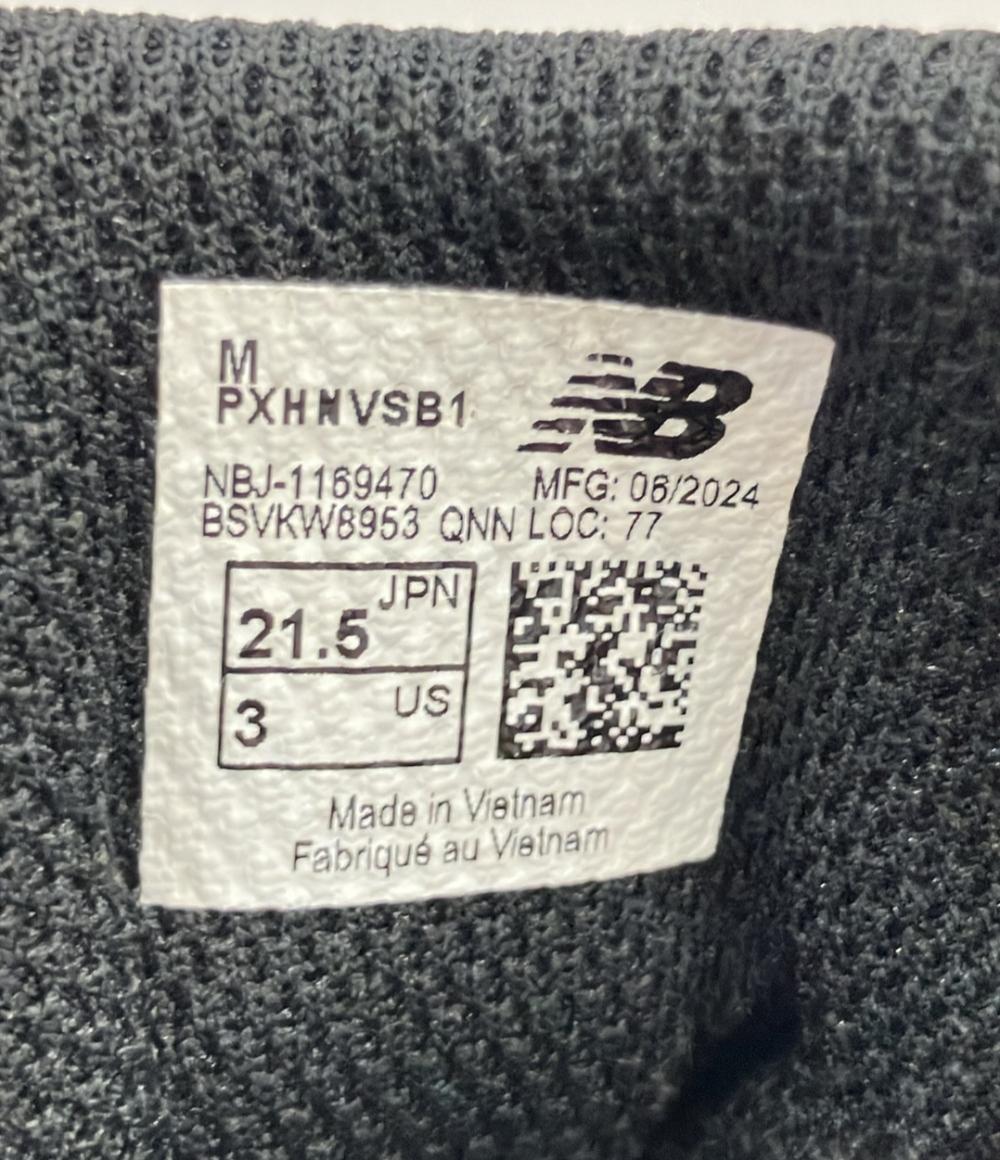 M
PXHNVSB1
NB
NBJ-1169470 MFG: 06/2024
BSVKW8953 QNN LOC: 77
JPN
21.5
US
3
Made in Vietnam
Fabriqué au Vietnam